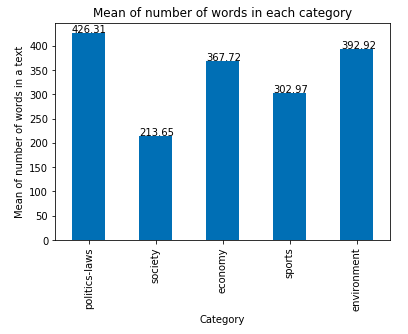 Mean of number of words in each category
Mean of number of words in a text
400
350
300
250
200
150
100
50
0
426.31
213.65
367.72
302.97
392.92
politics-laws
society
economy
sports
environment
Category